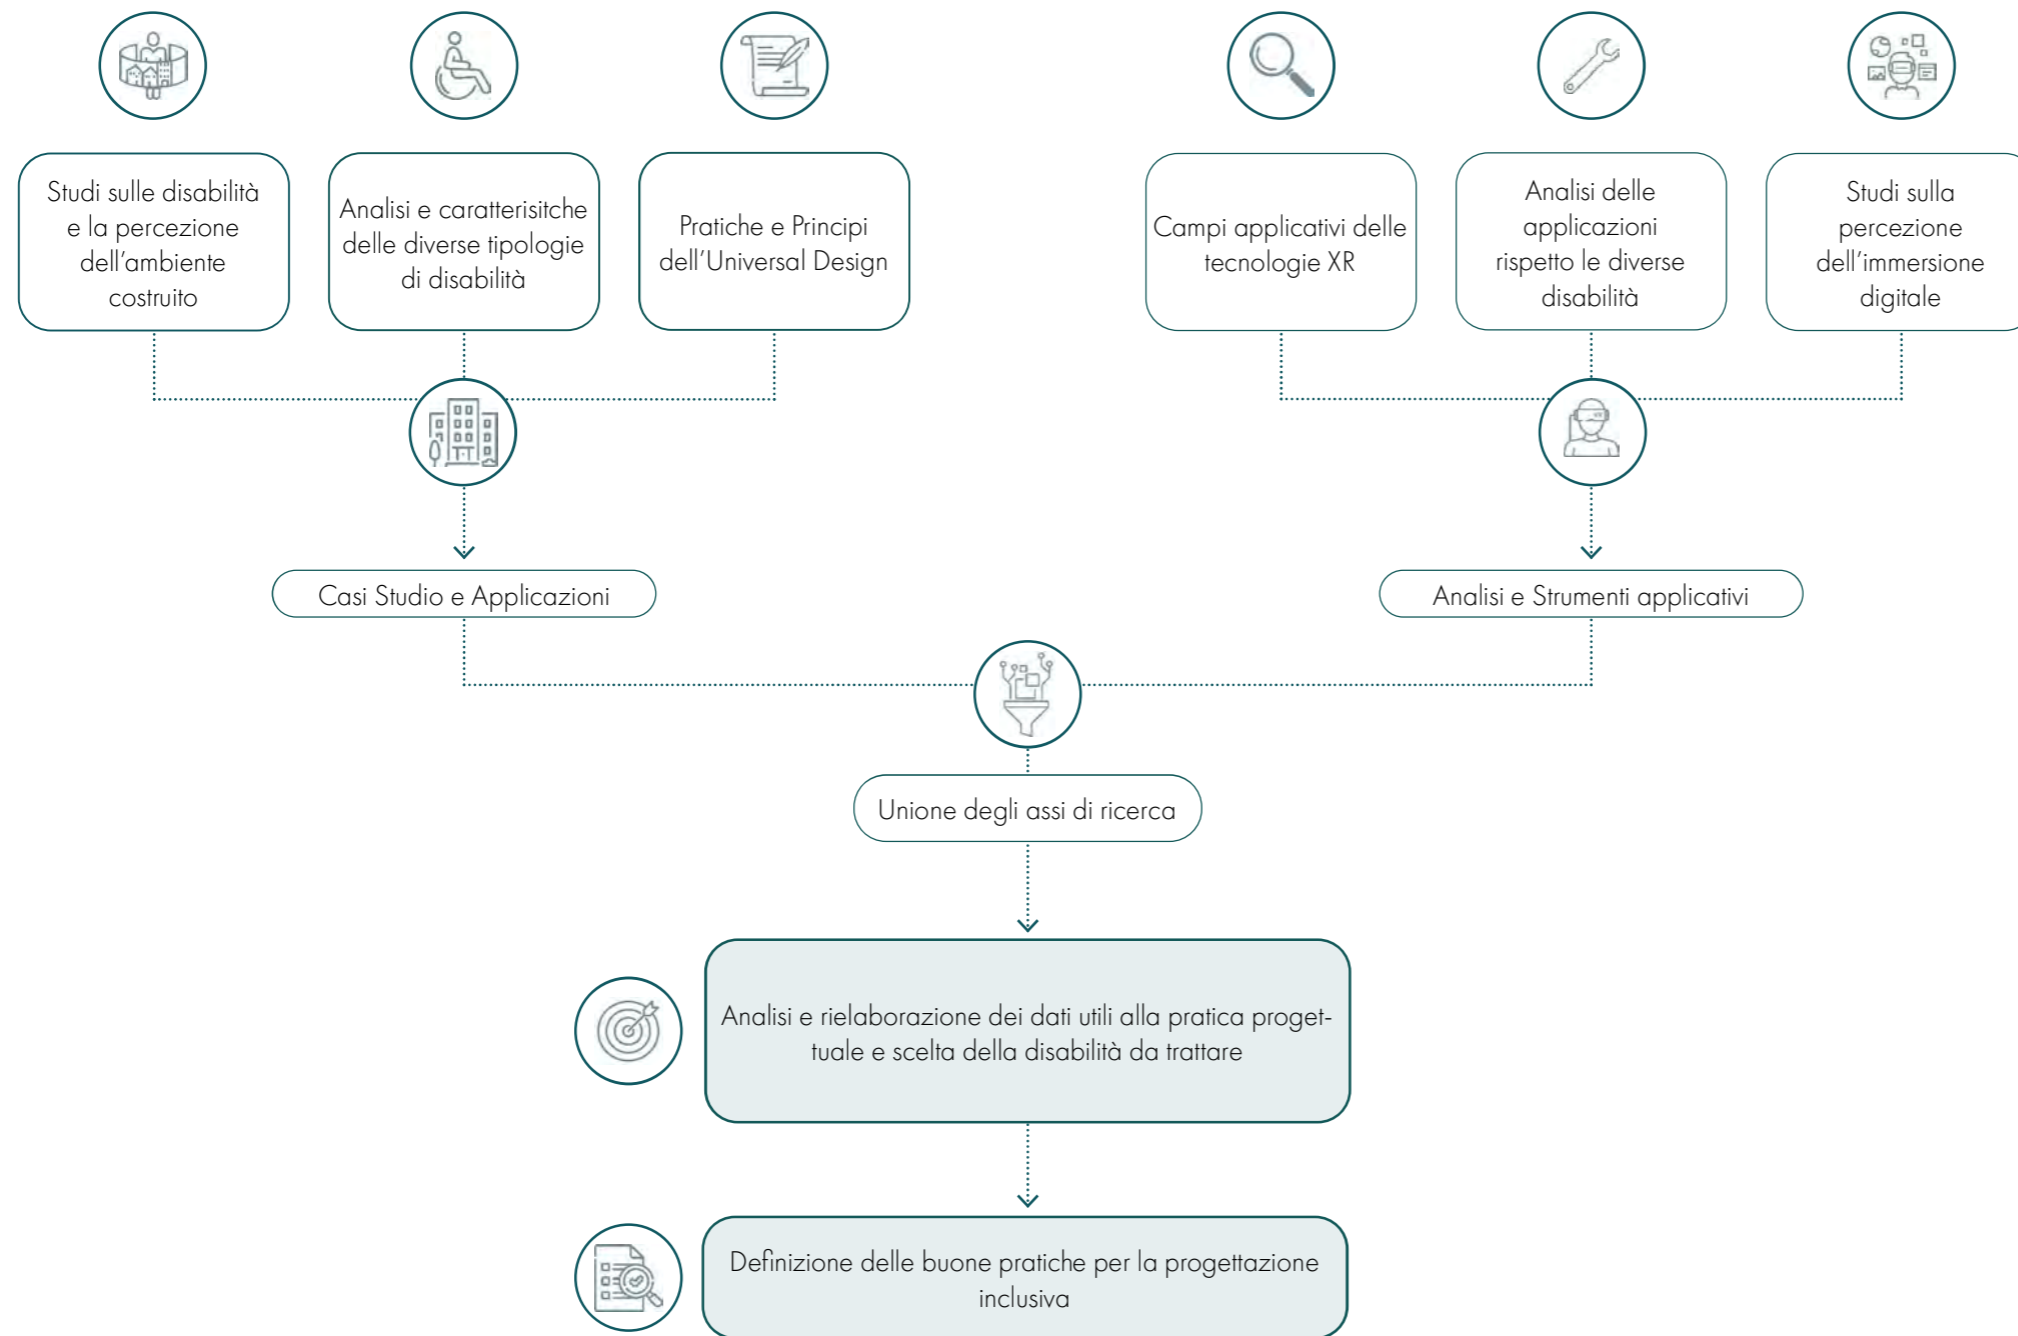 Studi sulle disabilità
e la percezione
dell'ambiente
costruito
Analisi e caratterisitche
delle diverse tipologie
di disabilità
Pratiche e Principi
dell'Universal Design
Campi applicativi delle
tecnologie XR
Analisi delle
applicazioni
rispetto le diverse
disabilità
Studi sulla
percezione
dell'immersione
digitale
Casi Studio e Applicazioni
Analisi e Strumenti applicativi
Unione degli assi di ricerca
Analisi e rielaborazione dei dati utili alla pratica proget-
tuale e scelta della disabilità da trattare
Definizione delle buone pratiche per la progettazione
inclusiva